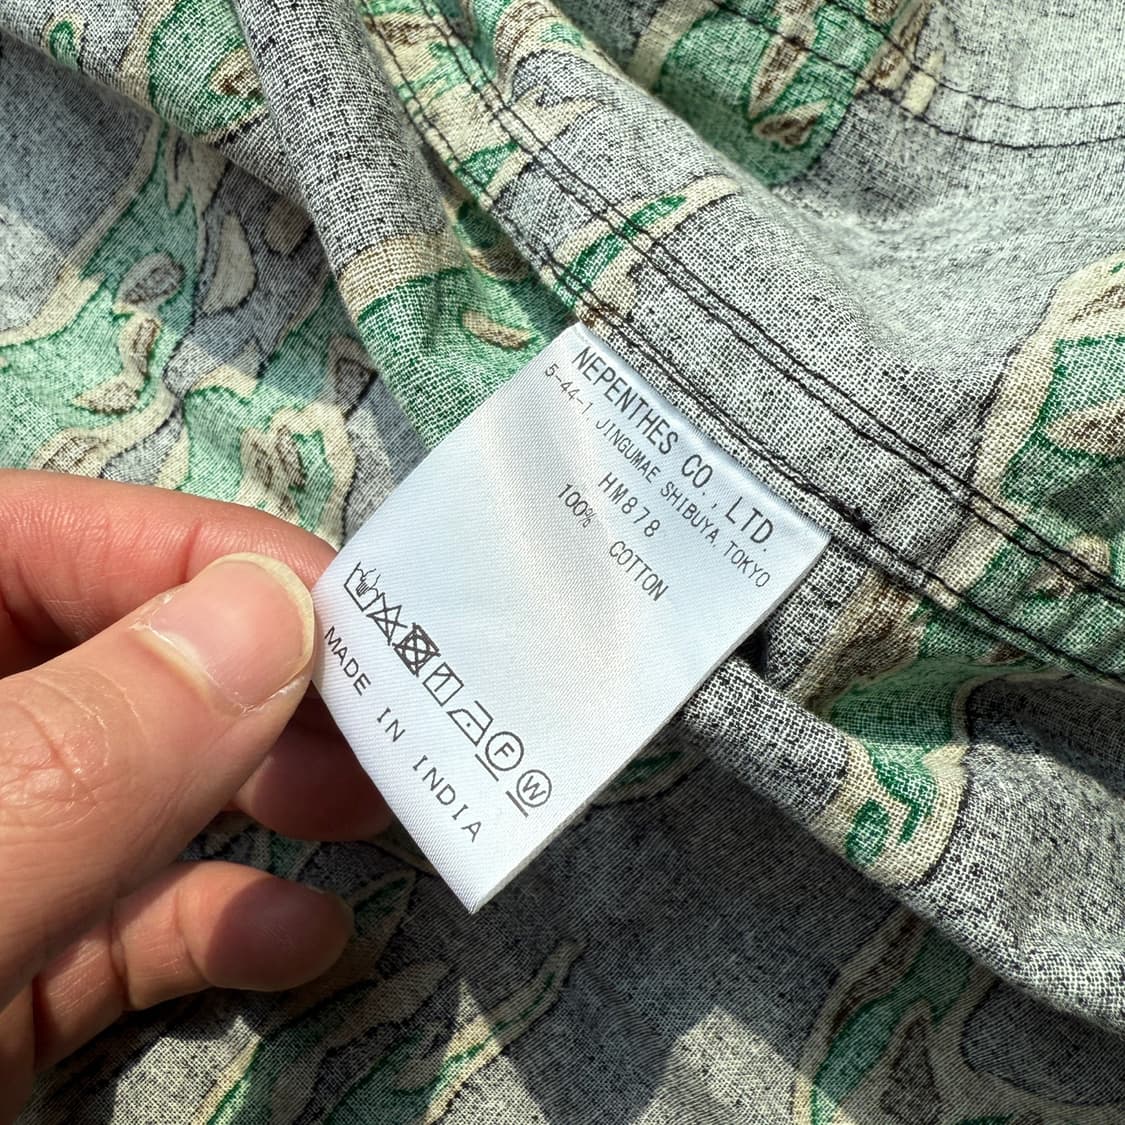 NEPENTHES CO., LTD.
5-44-1 JINGUMAE SHIBUYA, TOKYO
HM878
100% COTTON
F W
MADE IN INDIA